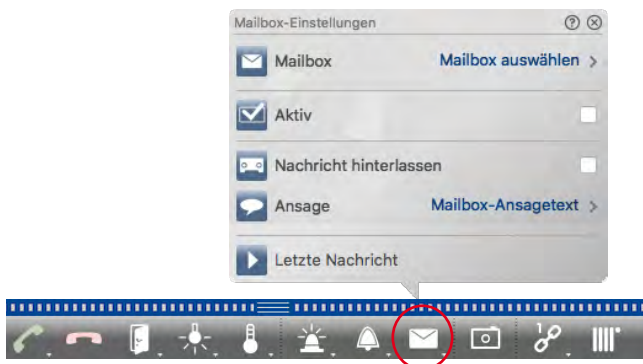 Mailbox-Einstellungen
Mailbox Mailbox auswählen
Aktiv
Nachricht hinterlassen
Ansage Mailbox-Ansagetext
Letzte Nachricht